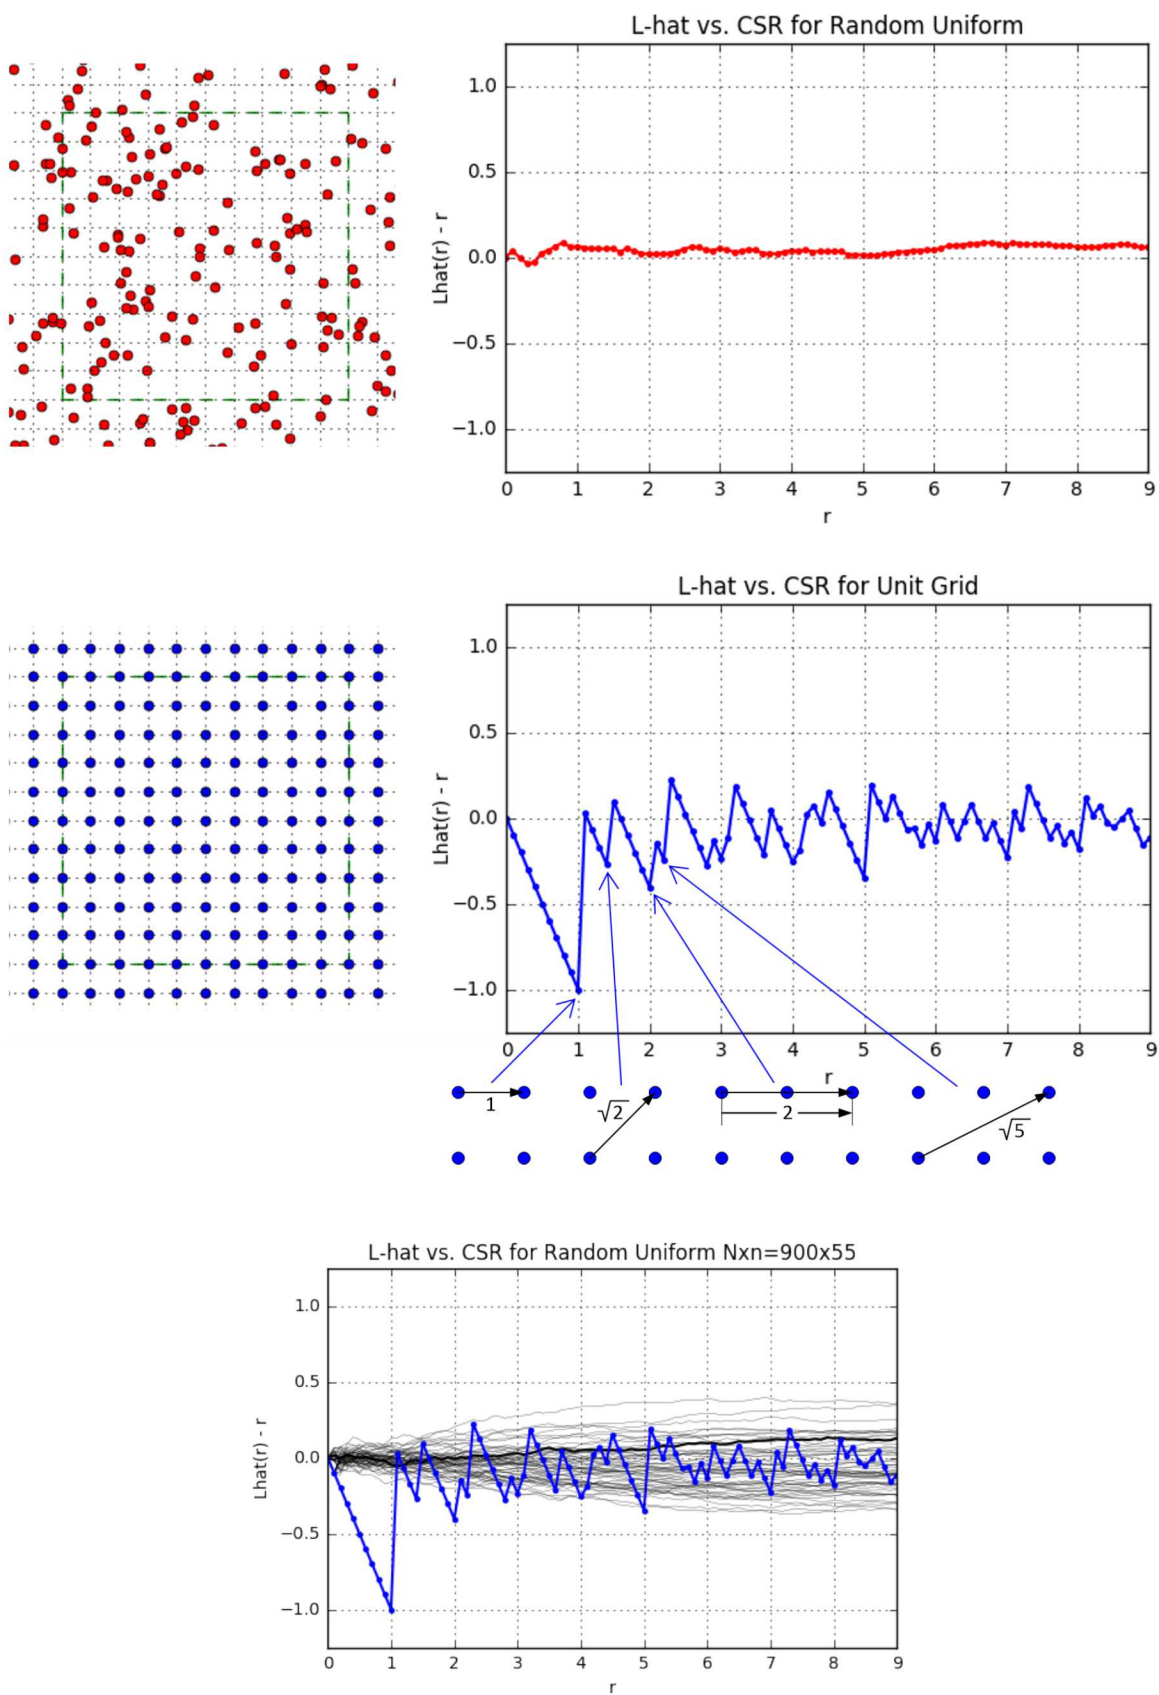 L-hat vs. CSR for Random Uniform
1.0
0.5
0.0
−0.5
−1.0
Lhat(r) - r
0 1 2 3 4 5 6 7 8 9
r
L-hat vs. CSR for Unit Grid
1.0
0.5
0.0
−0.5
−1.0
Lhat(r) - r
0 1 2 3 4 5 6 7 8 9
r
1
√2
2
√5
L-hat vs. CSR for Random Uniform Nxn=900x55
1.0
0.5
0.0
−0.5
−1.0
Lhat(r) - r
0 1 2 3 4 5 6 7 8 9
r